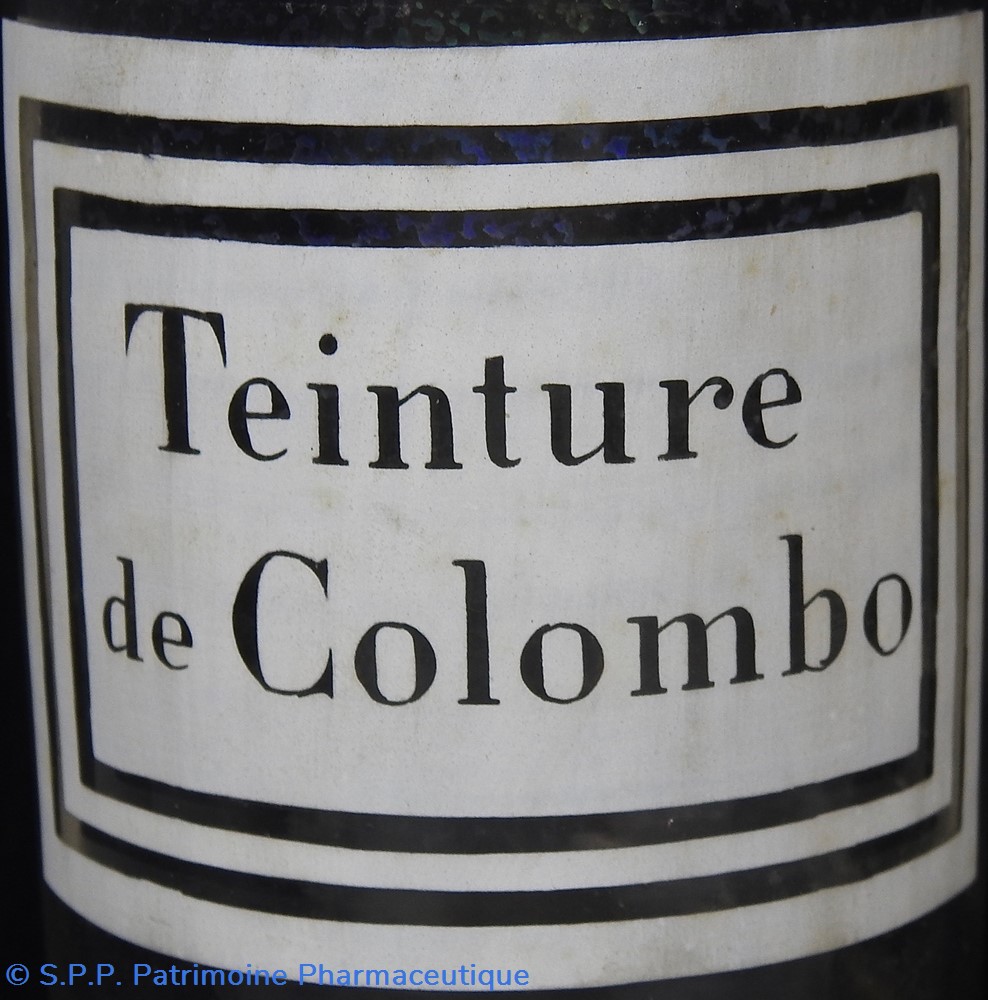 Teinture
de Colombo
© S.P.P. Patrimoine Pharmaceutique